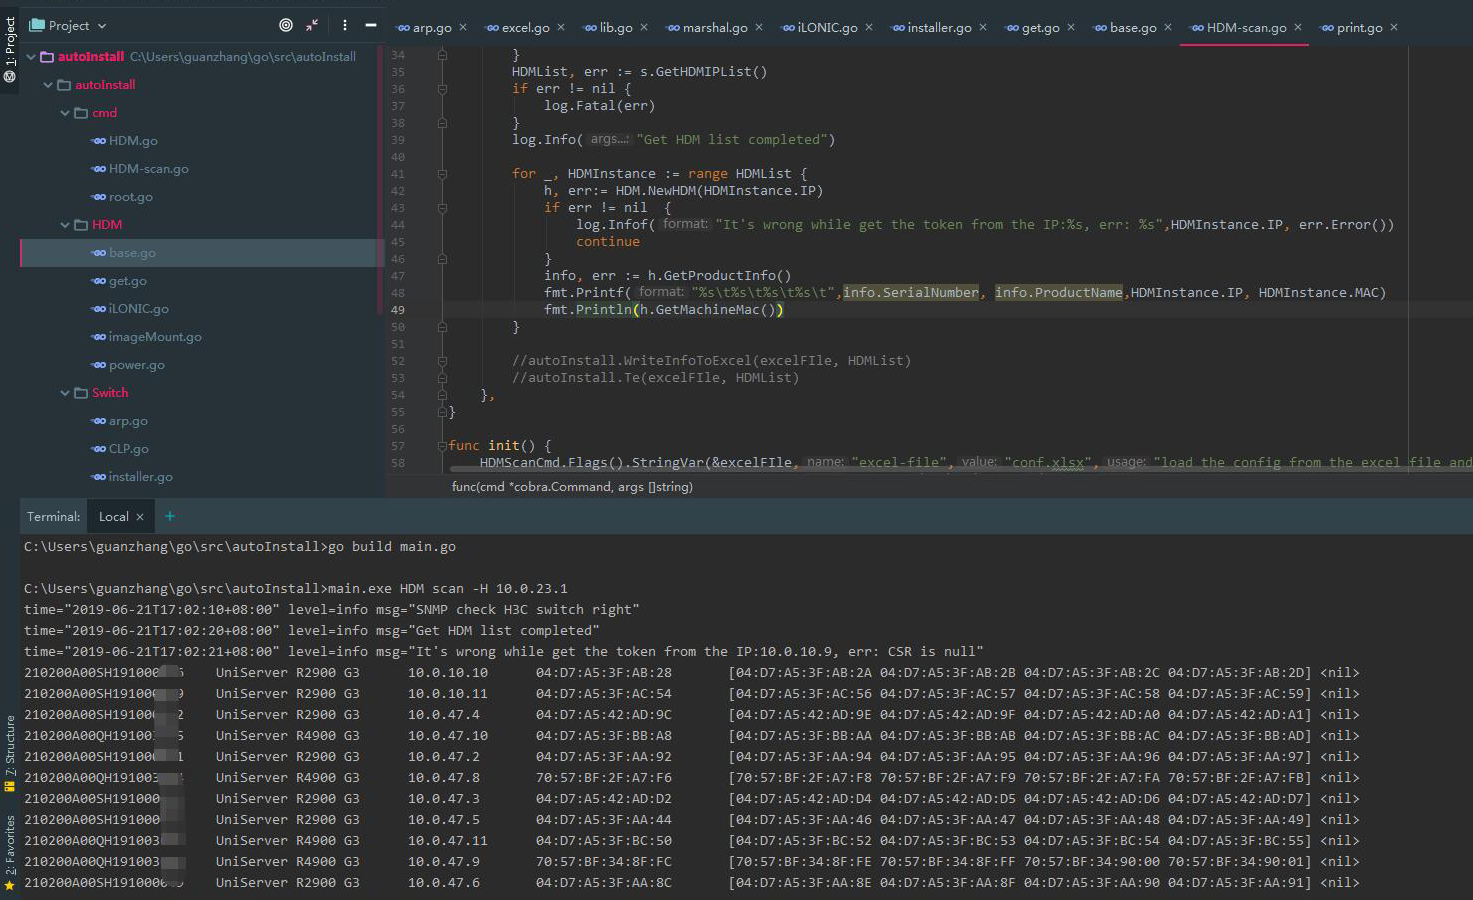 1: Project
Project
autoInstall C:\Users\guanzhang\go\src\autoInstall
autoInstall
cmd
HDM.go
HDM-scan.go
root.go
HDM
base.go
get.go
iLONIC.go
imageMount.go
power.go
Switch
arp.go
CLP.go
installer.go
arp.go × excel.go × lib.go × marshal.go × iLONIC.go × installer.go × get.go × base.go × HDM-scan.go × print.go ×
34 }
35 HDMList, err := s.GetHDMIPList()
36 if err != nil {
37 log.Fatal(err)
38 }
39 log.Info( args...: "Get HDM list completed")
40
41 for _, HDMInstance := range HDMList {
42 h, err:= HDM.NewHDM(HDMInstance.IP)
43 if err != nil {
44 log.Infof( format: "It's wrong while get the token from the IP:%s, err: %s",HDMInstance.IP, err.Error())
45 continue
46 }
47 info, err := h.GetProductInfo()
48 fmt.Printf( format: "%s\t%s\t%s\t%s\t",info.SerialNumber, info.ProductName,HDMInstance.IP, HDMInstance.MAC)
49 fmt.Println(h.GetMachineMac())
50 }
51
52 //autoInstall.WriteInfoToExcel(excelFIle, HDMList)
53 //autoInstall.Te(excelFIle, HDMList)
54 },
55 }
56
57 func init() {
58 HDMScanCmd.Flags().StringVar(&excelFIle, name: "excel-file", value: "conf.xlsx", usage: "load the config from the excel file and
func(cmd *cobra.Command, args []string)
Terminal: Local × +
C:\Users\guanzhang\go\src\autoInstall>go build main.go
C:\Users\guanzhang\go\src\autoInstall>main.exe HDM scan -H 10.0.23.1
time="2019-06-21T17:02:10+08:00" level=info msg="SNMP check H3C switch right"
time="2019-06-21T17:02:20+08:00" level=info msg="Get HDM list completed"
time="2019-06-21T17:02:21+08:00" level=info msg="It's wrong while get the token from the IP:10.0.10.9, err: CSR is null"
210200A00SH191000 UniServer R2900 G3 10.0.10.10 04:D7:A5:3F:AB:28 [04:D7:A5:3F:AB:2A 04:D7:A5:3F:AB:2B 04:D7:A5:3F:AB:2C 04:D7:A5:3F:AB:2D] <nil>
210200A00SH191000 9 UniServer R2900 G3 10.0.10.11 04:D7:A5:3F:AC:54 [04:D7:A5:3F:AC:56 04:D7:A5:3F:AC:57 04:D7:A5:3F:AC:58 04:D7:A5:3F:AC:59] <nil>
210200A00SH19100 2 UniServer R2900 G3 10.0.47.4 04:D7:A5:42:AD:9C [04:D7:A5:42:AD:9E 04:D7:A5:42:AD:9F 04:D7:A5:42:AD:A0 04:D7:A5:42:AD:A1] <nil>
210200A00QH19100 5 UniServer R4900 G3 10.0.47.10 04:D7:A5:3F:BB:A8 [04:D7:A5:3F:BB:AA 04:D7:A5:3F:BB:AB 04:D7:A5:3F:BB:AC 04:D7:A5:3F:BB:AD] <nil>
210200A00SH19100 1 UniServer R2900 G3 10.0.47.2 04:D7:A5:3F:AA:92 [04:D7:A5:3F:AA:94 04:D7:A5:3F:AA:95 04:D7:A5:3F:AA:96 04:D7:A5:3F:AA:97] <nil>
210200A00QH191003 UniServer R4900 G3 10.0.47.8 70:57:BF:2F:A7:F6 [70:57:BF:2F:A7:F8 70:57:BF:2F:A7:F9 70:57:BF:2F:A7:FA 70:57:BF:2F:A7:FB] <nil>
210200A00SH191000 UniServer R2900 G3 10.0.47.3 04:D7:A5:42:AD:D2 [04:D7:A5:42:AD:D4 04:D7:A5:42:AD:D5 04:D7:A5:42:AD:D6 04:D7:A5:42:AD:D7] <nil>
210200A00SH191000 UniServer R2900 G3 10.0.47.5 04:D7:A5:3F:AA:44 [04:D7:A5:3F:AA:46 04:D7:A5:3F:AA:47 04:D7:A5:3F:AA:48 04:D7:A5:3F:AA:49] <nil>
210200A00QH191003 UniServer R4900 G3 10.0.47.11 04:D7:A5:3F:BC:50 [04:D7:A5:3F:BC:52 04:D7:A5:3F:BC:53 04:D7:A5:3F:BC:54 04:D7:A5:3F:BC:55] <nil>
210200A00QH191003 UniServer R4900 G3 10.0.47.9 70:57:BF:34:8F:FC [70:57:BF:34:8F:FE 70:57:BF:34:8F:FF 70:57:BF:34:90:00 70:57:BF:34:90:01] <nil>
210200A00SH191000 UniServer R2900 G3 10.0.47.6 04:D7:A5:3F:AA:8C [04:D7:A5:3F:AA:8E 04:D7:A5:3F:AA:8F 04:D7:A5:3F:AA:90 04:D7:A5:3F:AA:91] <nil>
7: Structure
2: Favorites